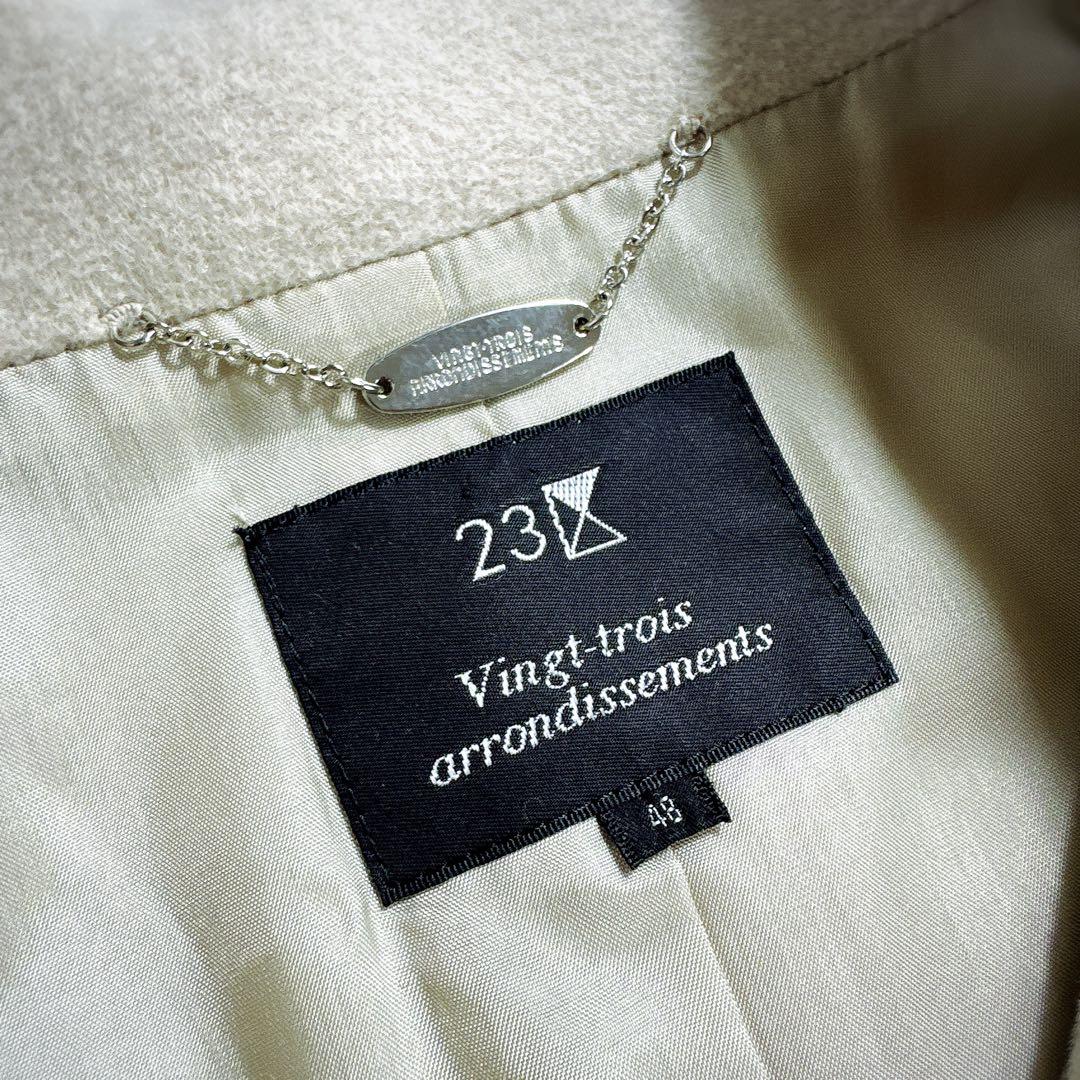 VINGT-TROIS
ARRONDISSEMENTS
23
Vingt-trois
arrondissements
48